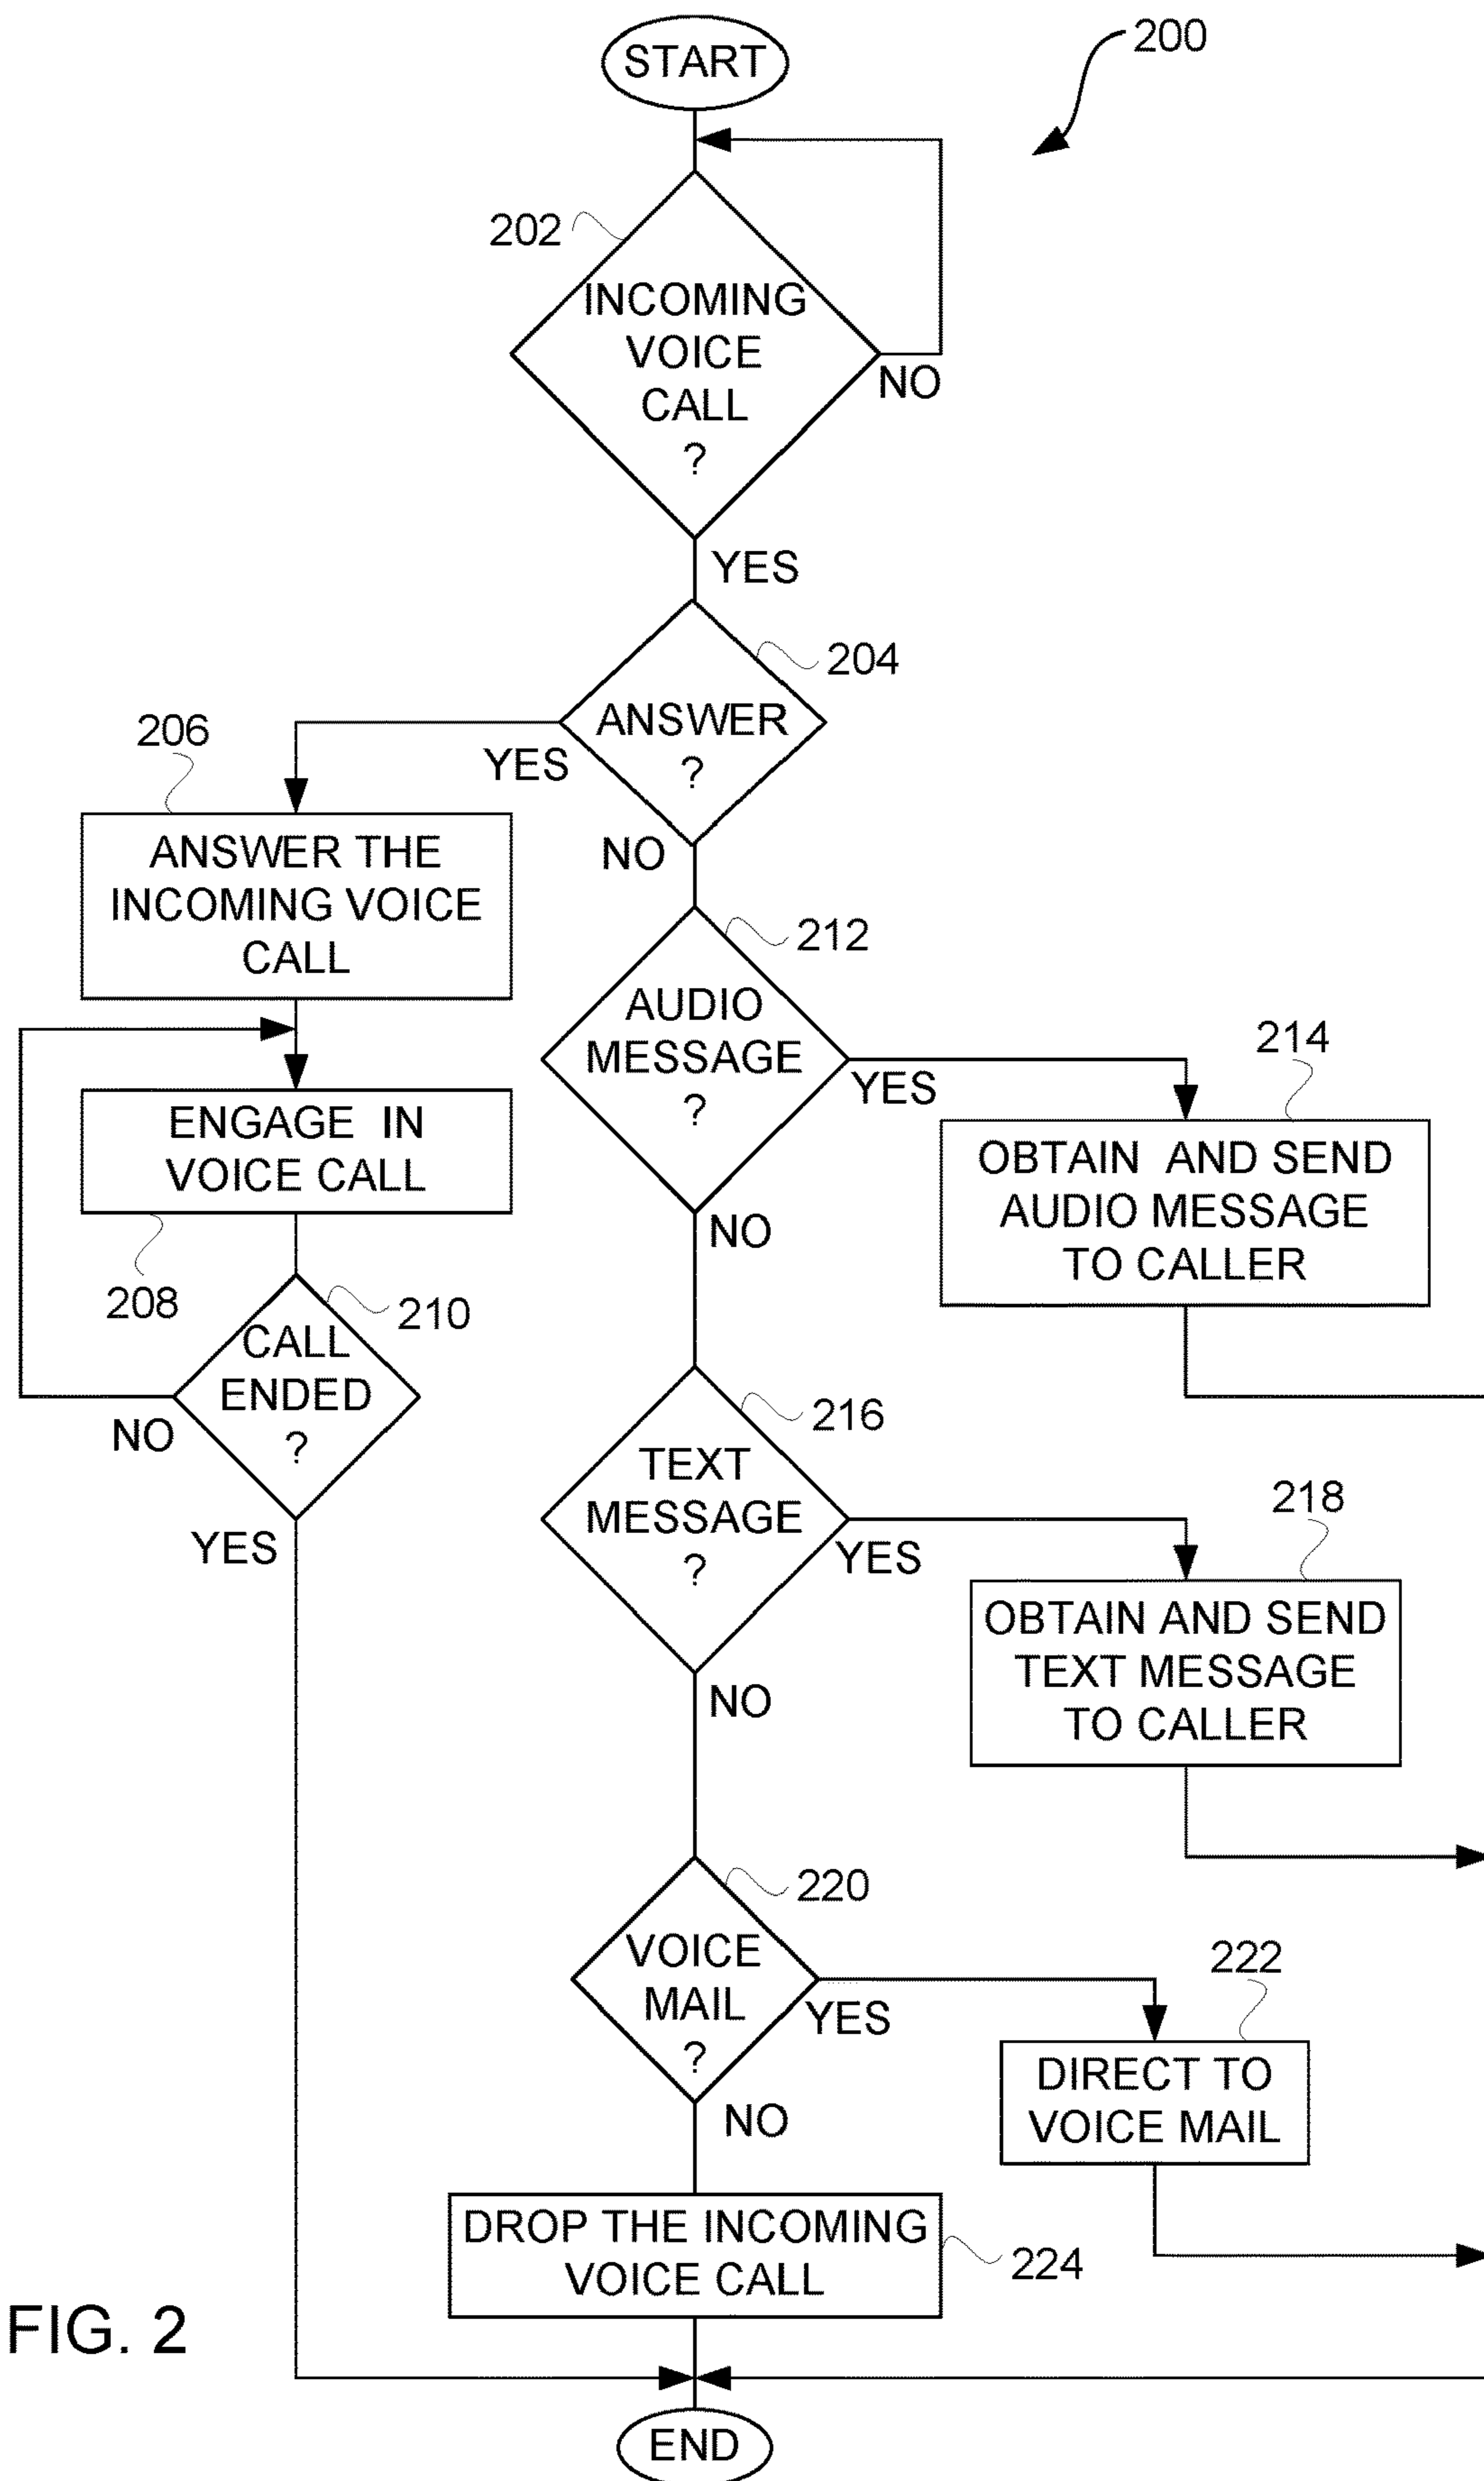 START
200
202
INCOMING
VOICE
CALL
?
NO
YES
204
ANSWER
?
YES
NO
206
ANSWER THE
INCOMING VOICE
CALL
212
AUDIO
MESSAGE
?
YES
NO
214
OBTAIN AND SEND
AUDIO MESSAGE
TO CALLER
ENGAGE IN
VOICE CALL
208
210
CALL
ENDED
?
NO
YES
216
TEXT
MESSAGE
?
YES
NO
218
OBTAIN AND SEND
TEXT MESSAGE
TO CALLER
220
VOICE
MAIL
?
YES
NO
222
DIRECT TO
VOICE MAIL
DROP THE INCOMING
VOICE CALL
224
FIG. 2
END